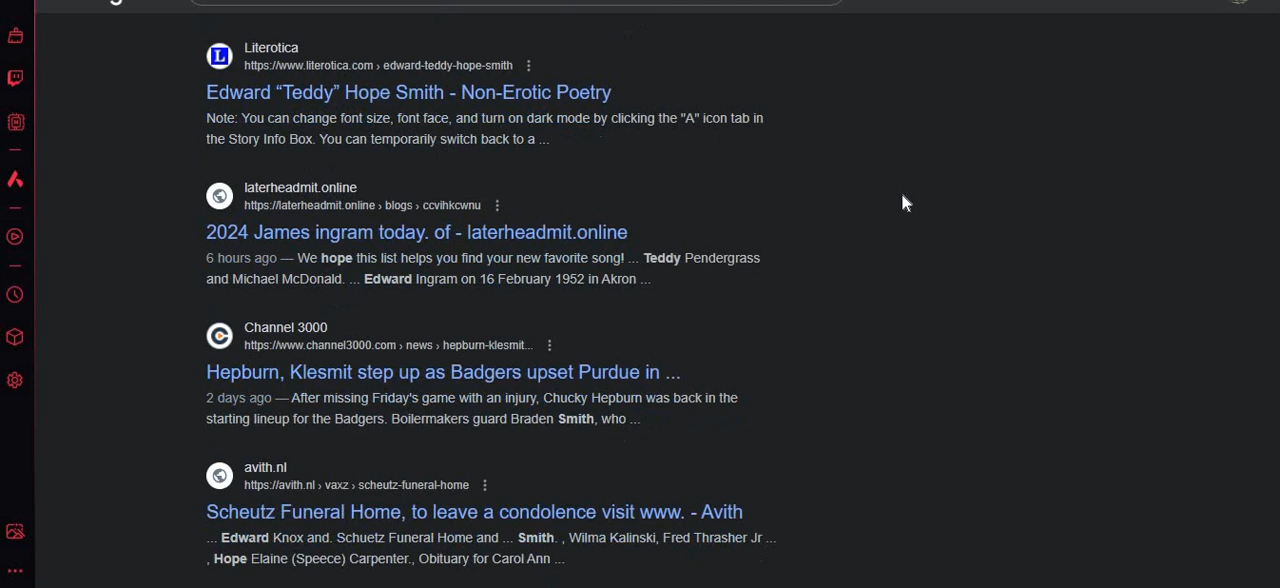 Literotica
https://www.literotica.com › edward-teddy-hope-smith
Edward “Teddy” Hope Smith - Non-Erotic Poetry
Note: You can change font size, font face, and turn on dark mode by clicking the "A" icon tab in
the Story Info Box. You can temporarily switch back to a ...
laterheadmit.online
https://laterheadmit.online › blogs › ccvihkcwnu
2024 James ingram today. of - laterheadmit.online
6 hours ago — We hope this list helps you find your new favorite song! ... Teddy Pendergrass
and Michael McDonald. ... Edward Ingram on 16 February 1952 in Akron ...
Channel 3000
https://www.channel3000.com › news › hepburn-klesmit...
Hepburn, Klesmit step up as Badgers upset Purdue in ...
2 days ago — After missing Friday's game with an injury, Chucky Hepburn was back in the
starting lineup for the Badgers. Boilermakers guard Braden Smith, who ...
avith.nl
https://avith.nl › vaxz › scheutz-funeral-home
Scheutz Funeral Home, to leave a condolence visit www. - Avith
... Edward Knox and. Schuetz Funeral Home and ... Smith. , Wilma Kalinski, Fred Thrasher Jr ...
, Hope Elaine (Speece) Carpenter., Obituary for Carol Ann ...